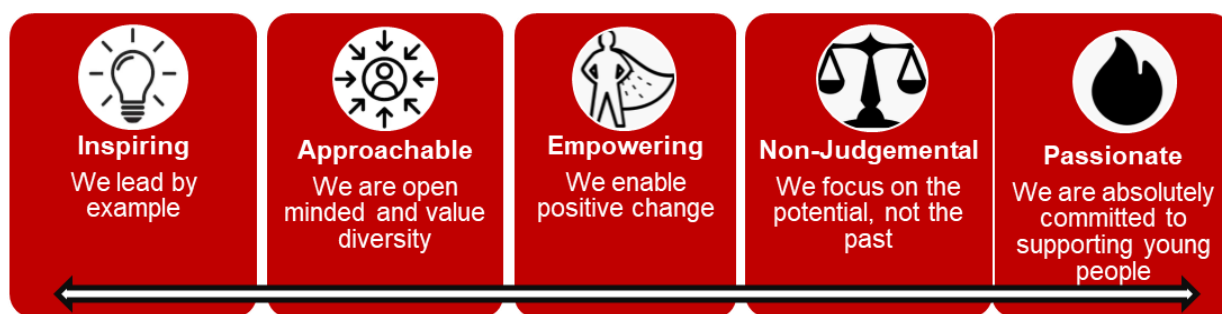 Inspiring
We lead by
example
Approachable
We are open
minded and value
diversity
Empowering
We enable
positive change
Non-Judgemental
We focus on the
potential, not the
past
Passionate
We are absolutely
committed to
supporting young
people